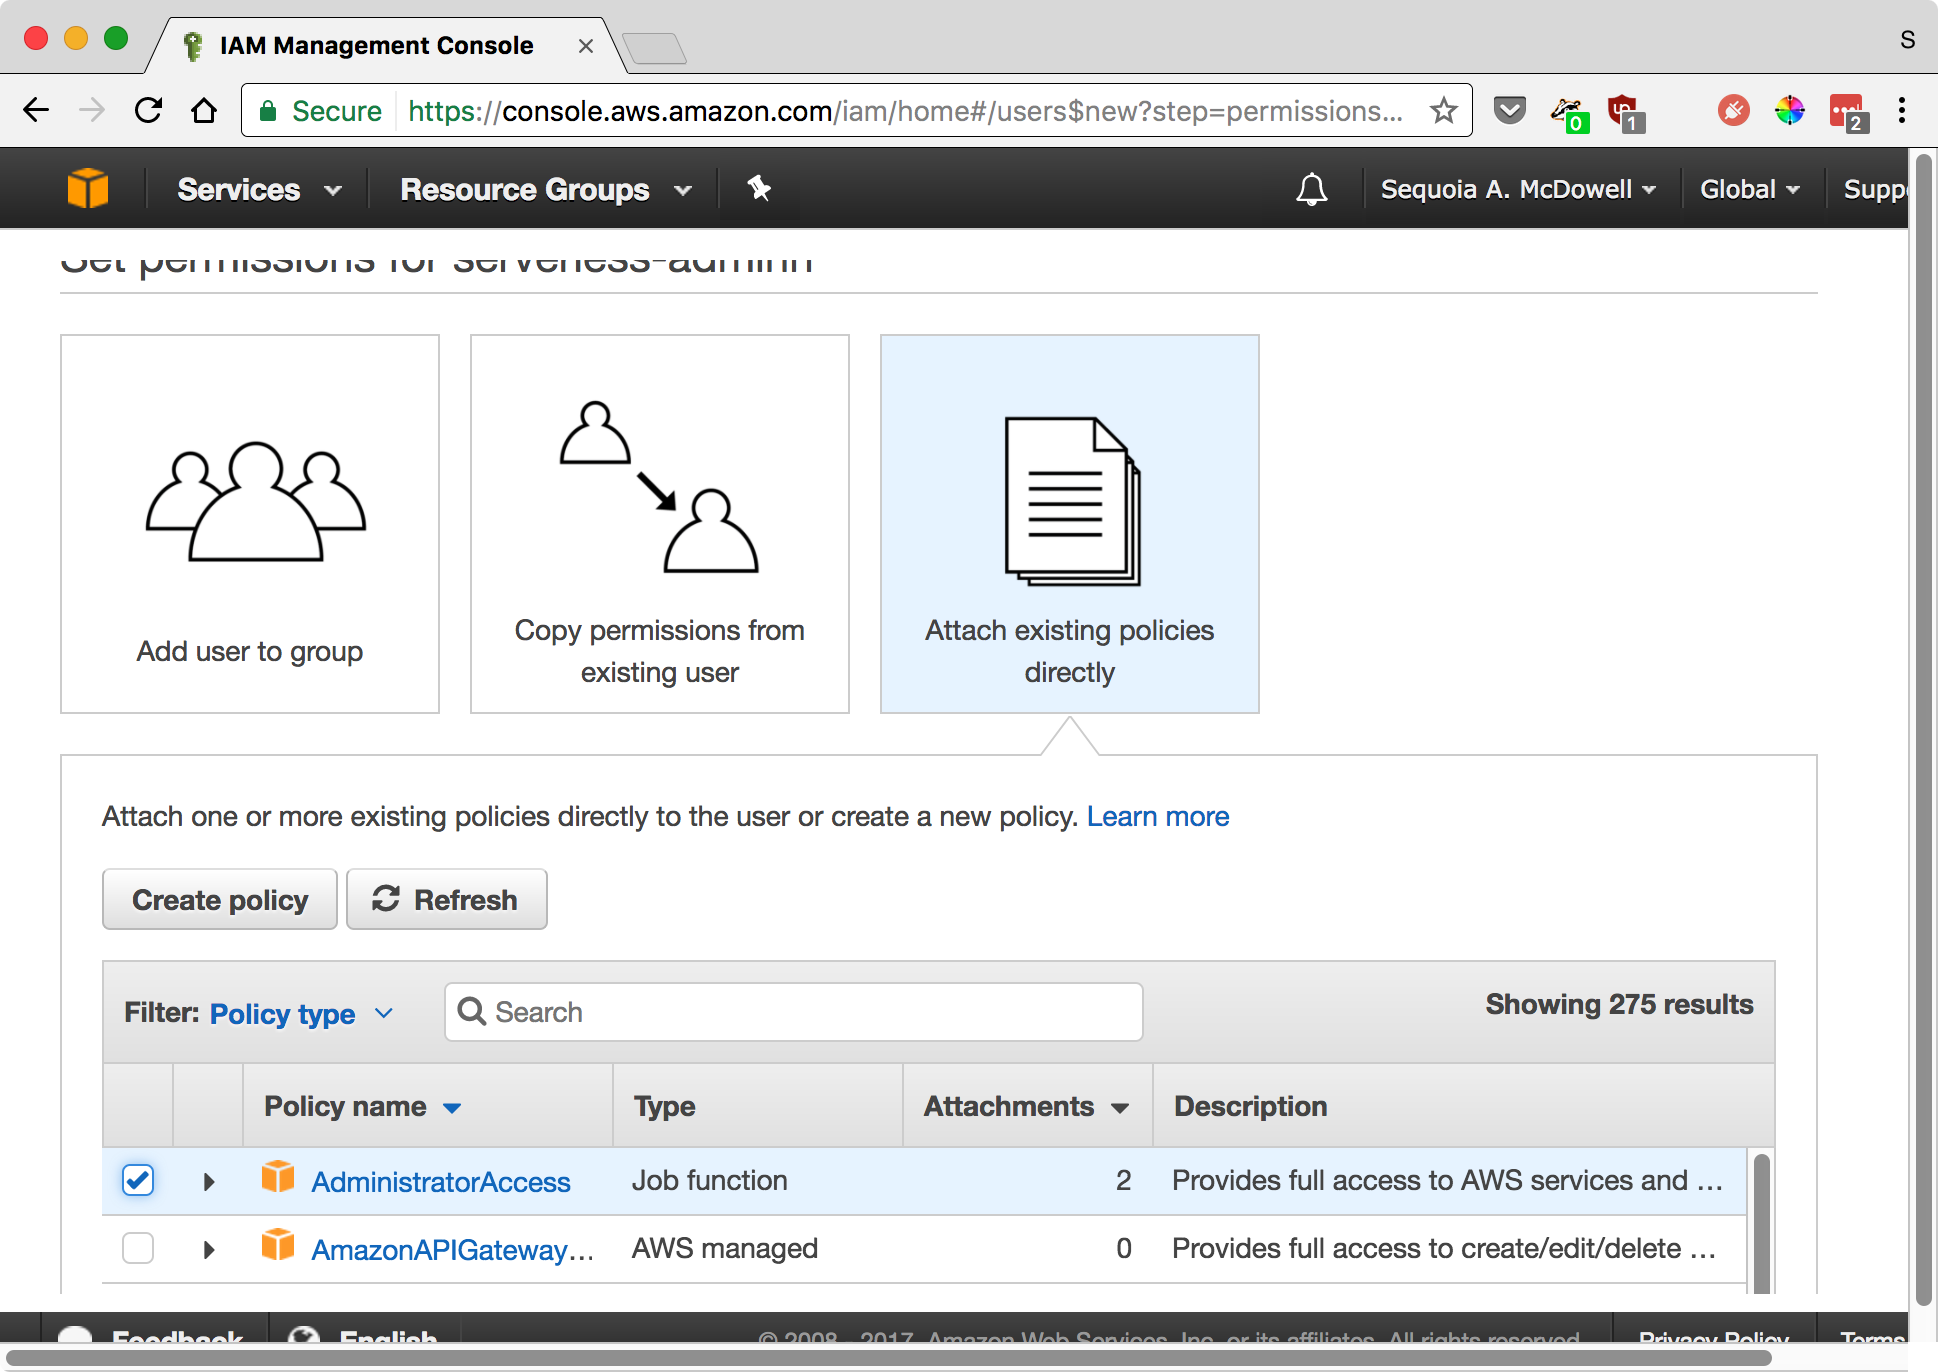 IAM Management Console
S
Secure https://console.aws.amazon.com/iam/home#/users$new?step=permissions...
0
1
2
Services
Resource Groups
Sequoia A. McDowell
Global
Supp
Set permissions for serveless-adminn
Add user to group
Copy permissions from
existing user
Attach existing policies
directly
Attach one or more existing policies directly to the user or create a new policy. Learn more
Create policy
Refresh
Filter: Policy type
Search
Showing 275 results
Policy name
Type
Attachments
Description
AdministratorAccess
Job function
2
Provides full access to AWS services and ...
AmazonAPIGateway...
AWS managed
0
Provides full access to create/edit/delete ...
Feedback
English
© 2008 - 2017, Amazon Web Services, Inc. or its affiliates. All rights reserved.
Privacy Policy
Terms